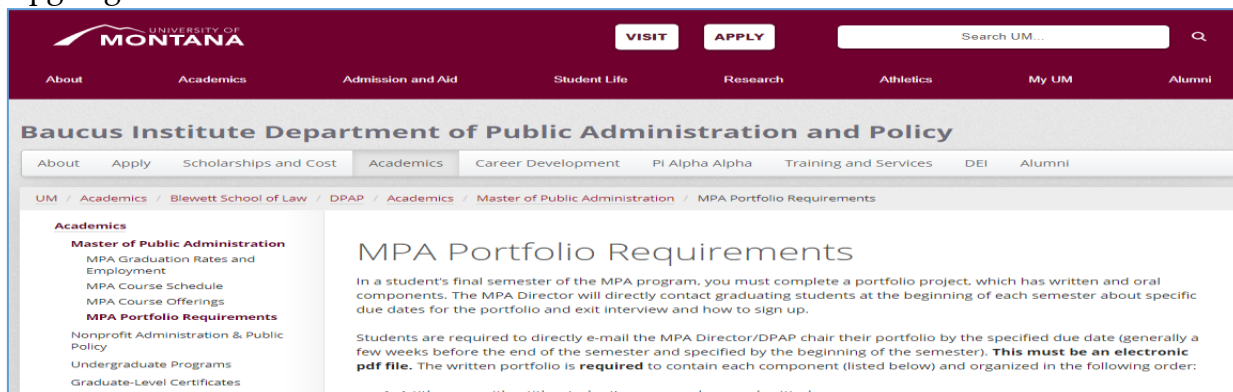 UNIVERSITY OF
MONTANA
VISIT APPLY Search UM...
About Academics Admission and Aid Student Life Research Athletics My UM Alumni
Baucus Institute Department of Public Administration and Policy
About Apply Scholarships and Cost Academics Career Development Pi Alpha Alpha Training and Services DEI Alumni
UM / Academics / Blewett School of Law / DPAP / Academics / Master of Public Administration / MPA Portfolio Requirements
Academics
Master of Public Administration
MPA Graduation Rates and
Employment
MPA Course Schedule
MPA Course Offerings
MPA Portfolio Requirements
Nonprofit Administration & Public
Policy
Undergraduate Programs
Graduate-Level Certificates
MPA Portfolio Requirements
In a student's final semester of the MPA program, you must complete a portfolio project, which has written and oral
components. The MPA Director will directly contact graduating students at the beginning of each semester about specific
due dates for the portfolio and exit interview and how to sign up.
Students are required to directly e-mail the MPA Director/DPAP chair their portfolio by the specified due date (generally a
few weeks before the end of the semester and specified by the beginning of the semester). This must be an electronic
pdf file. The written portfolio is required to contain each component (listed below) and organized in the following order: